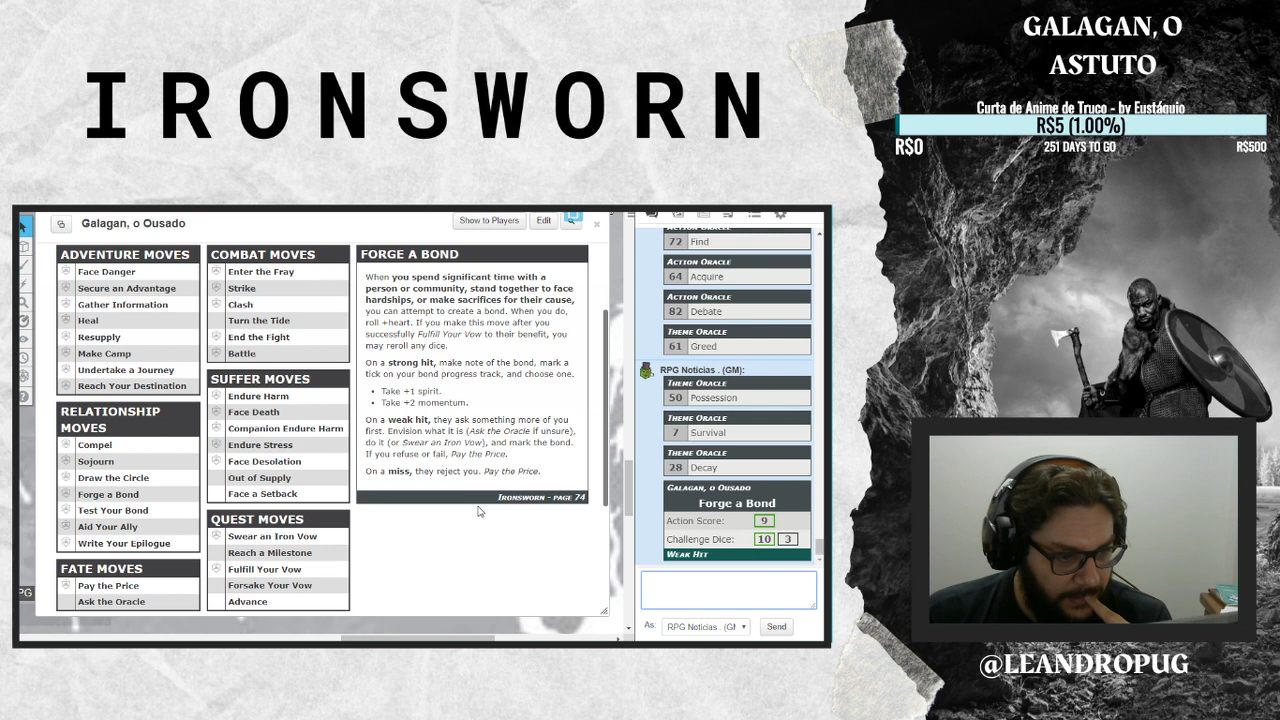 IRONSWORN
GALAGAN, O
ASTUTO
Curta de Anime de Truco - by Eustáquio
R$5 (1.00%)
R$0
251 DAYS TO GO
R$500
Galagan, o Ousado
Show to Players
Edit
ADVENTURE MOVES
Face Danger
Secure an Advantage
Gather Information
Heal
Resupply
Make Camp
Undertake a Journey
Reach Your Destination
RELATIONSHIP
MOVES
Compel
Sojourn
Draw the Circle
Forge a Bond
Test Your Bond
Aid Your Ally
Write Your Epilogue
FATE MOVES
Pay the Price
Ask the Oracle
COMBAT MOVES
Enter the Fray
Strike
Clash
Turn the Tide
End the Fight
Battle
SUFFER MOVES
Endure Harm
Face Death
Companion Endure Harm
Endure Stress
Face Desolation
Out of Supply
Face a Setback
QUEST MOVES
Swear an Iron Vow
Reach a Milestone
Fulfill Your Vow
Forsake Your Vow
Advance
FORGE A BOND
When you spend significant time with a
person or community, stand together to face
hardships, or make sacrifices for their cause,
you can attempt to create a bond. When you do,
roll +heart. If you make this move after you
successfully Fulfill Your Vow to their benefit, you
may reroll any dice.
On a strong hit, make note of the bond, mark a
tick on your bond progress track, and choose one.
• Take +1 spirit.
• Take +2 momentum.
On a weak hit, they ask something more of you
first. Envision what it is (Ask the Oracle if unsure),
do it (or Swear an Iron Vow), and mark the bond.
If you refuse or fail, Pay the Price.
On a miss, they reject you. Pay the Price.
IRONSWORN - PAGE 74
ACTION ORACLE
72 Find
ACTION ORACLE
64 Acquire
ACTION ORACLE
82 Debate
THEME ORACLE
61 Greed
RPG Noticias . (GM):
THEME ORACLE
50 Possession
THEME ORACLE
7 Survival
THEME ORACLE
28 Decay
GALAGAN, O OUSADO
Forge a Bond
Action Score: 9
Challenge Dice: 10 3
WEAK HIT
As: RPG Noticias . (GM
Send
PG
@LEANDROPUG